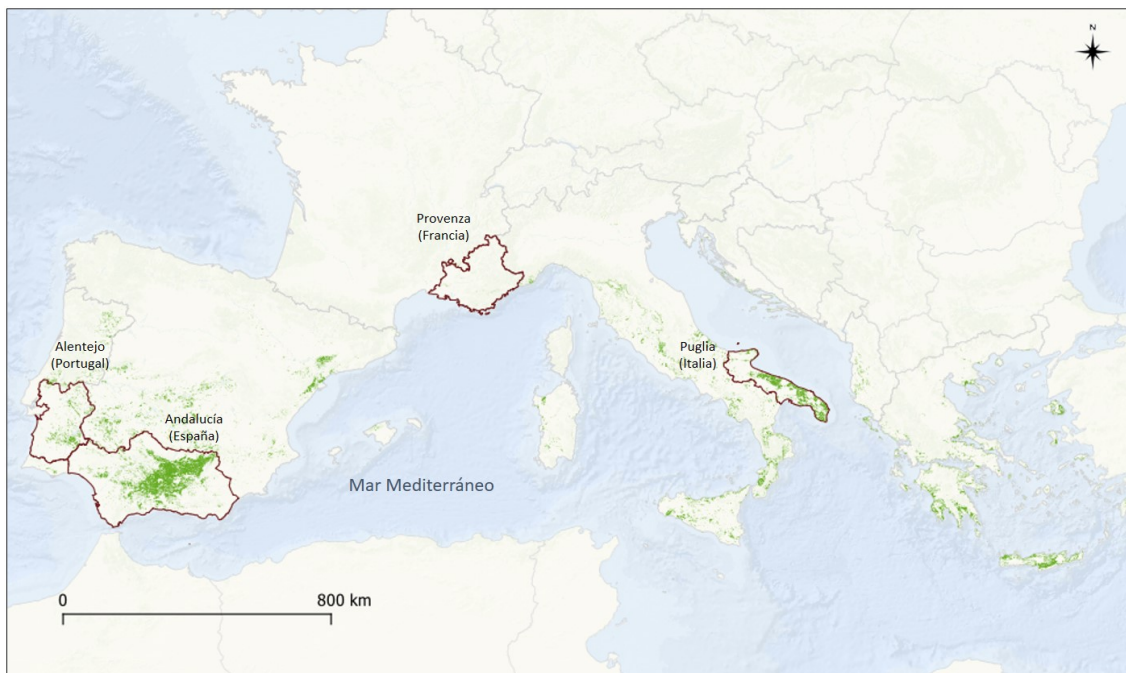 N
Provenza
(Francia)
Alentejo
(Portugal)
Puglia
(Italia)
Andalucía
(España)
Mar Mediterráneo
0 800 km